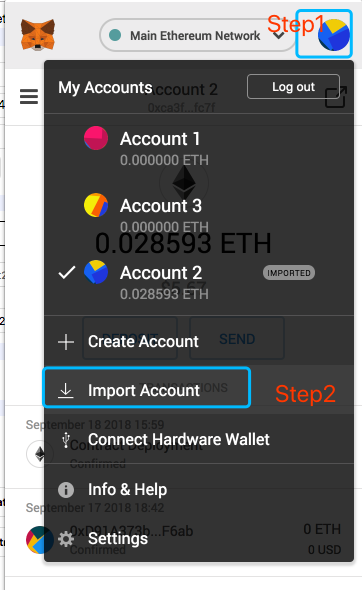 Step1
Main Ethereum Network
My Accounts
Log out
Account 2
0xca3f...fc7f
Account 1
0.000000 ETH
Account 3
0.000000 ETH
0.028593 ETH
Account 2
IMPORTED
0.028593 ETH
DEPOSIT
SEND
Create Account
Import Account
Step2
TRANSACTIONS
September 18 2018 15:59
Connect Hardware Wallet
Contract Deployment
Confirmed
Info & Help
September 17 2018 18:42
0xD91A373b...F6ab
0 ETH
Settings
Confirmed
0 USD